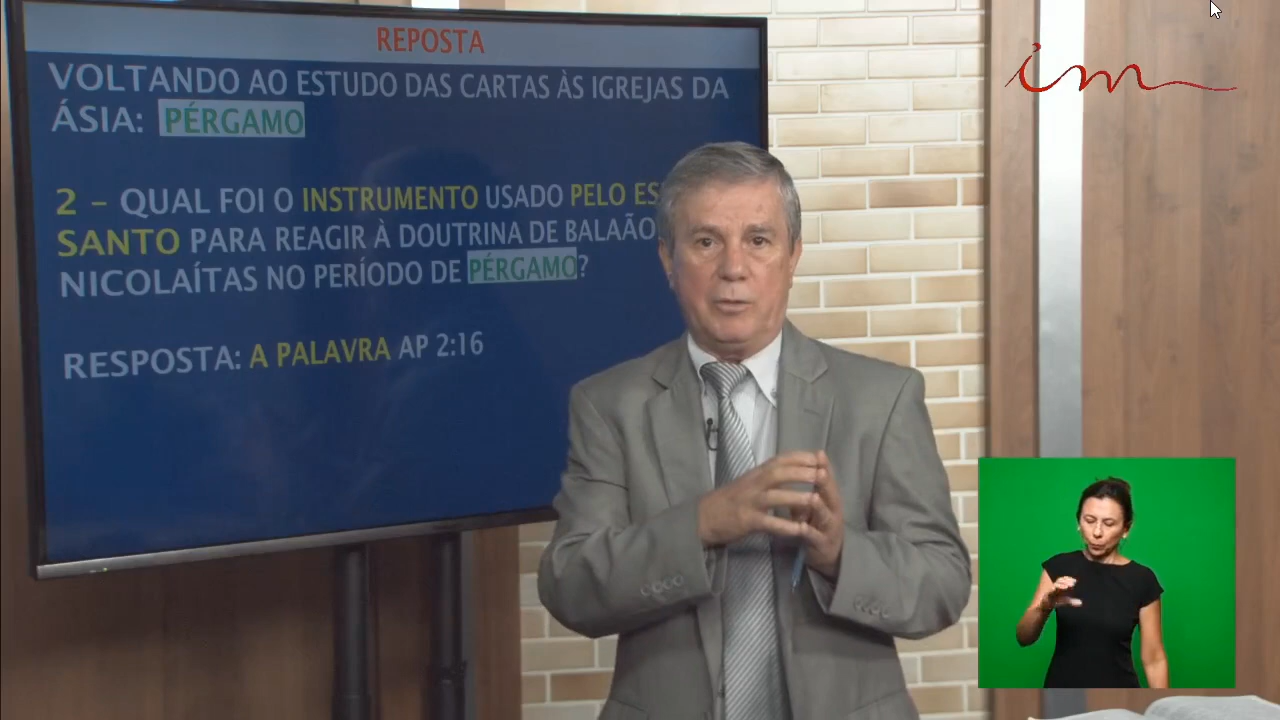 REPOSTA
VOLTANDO AO ESTUDO DAS CARTAS ÀS IGREJAS DA
ÁSIA: PÉRGAMO
2 – QUAL FOI O INSTRUMENTO USADO PELO ES
SANTO PARA REAGIR À DOUTRINA DE BALAÃO
NICOLAÍTAS NO PERÍODO DE PÉRGAMO?
RESPOSTA: A PALAVRA AP 2:16
im